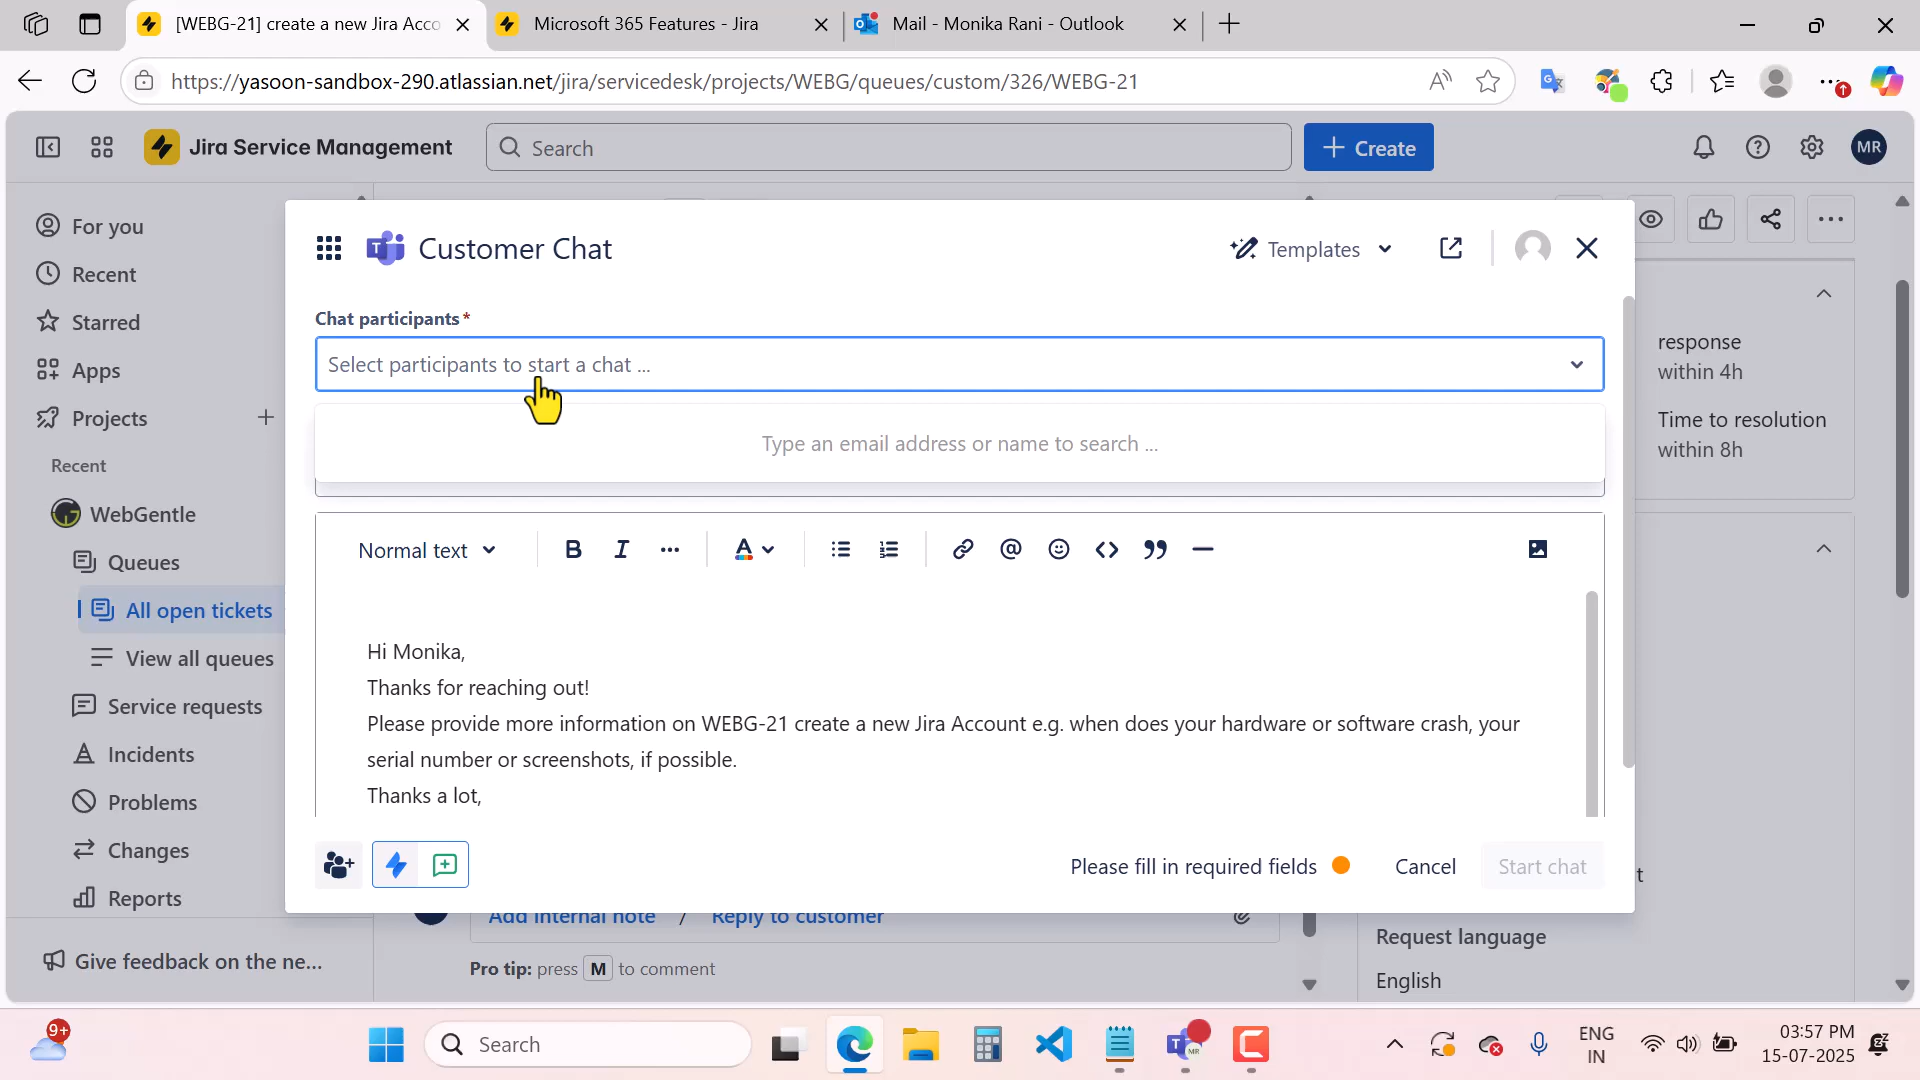 [WEBG-21] create a new Jira Acco
Microsoft 365 Features - Jira
Mail - Monika Rani - Outlook
https://yasoon-sandbox-290.atlassian.net/jira/servicedesk/projects/WEBG/queues/custom/326/WEBG-21
Jira Service Management
Search
Create
MR
For you
Recent
Starred
Apps
Projects
Recent
WebGentle
Queues
All open tickets
View all queues
Service requests
Incidents
Problems
Changes
Reports
Give feedback on the ne...
Customer Chat
Templates
Chat participants*
Select participants to start a chat ...
Type an email address or name to search ...
Normal text
Hi Monika,
Thanks for reaching out!
Please provide more information on WEBG-21 create a new Jira Account e.g. when does your hardware or software crash, your
serial number or screenshots, if possible.
Thanks a lot,
Please fill in required fields
Cancel
Start chat
response
within 4h
Time to resolution
within 8h
t
Add internal note / Reply to customer
Pro tip: press M to comment
Request language
English
9+
Search
MR
ENG
IN
03:57 PM
15-07-2025